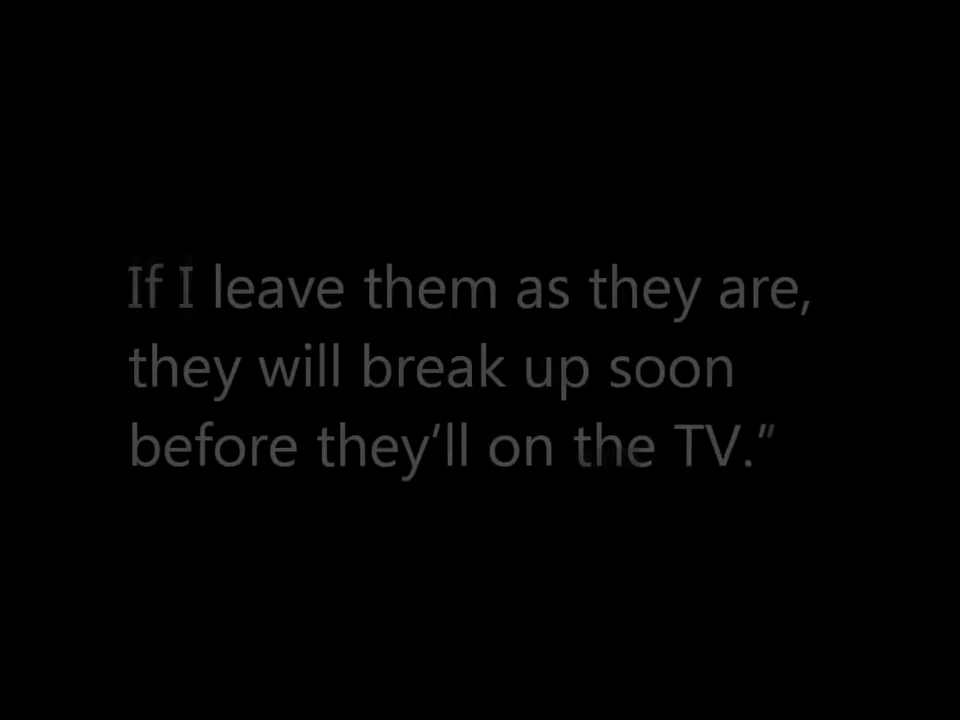 If I leave them as they are,
they will break up soon
before they’ll on the TV.”